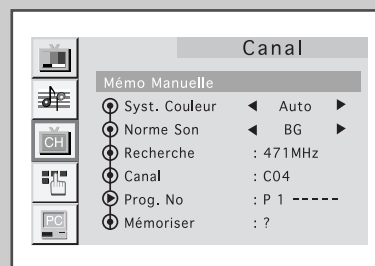 Canal
Mémo Manuelle
Syst. Couleur ◀ Auto ▶
Norme Son ◀ BG ▶
Recherche : 471MHz
CH
Canal : C04
Prog. No : P 1 -----
PC
Mémoriser : ?